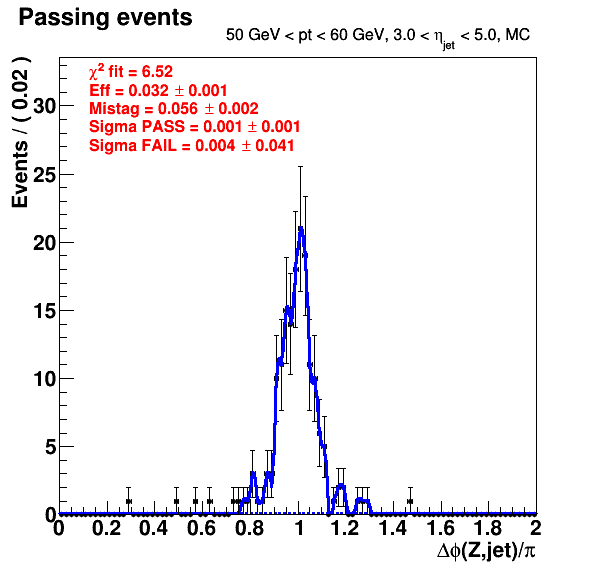 Passing events
50 GeV < pt < 60 GeV, 3.0 < ηjet < 5.0, MC
χ² fit = 6.52
Eff = 0.032 ± 0.001
Mistag = 0.056 ± 0.002
Sigma PASS = 0.001 ± 0.001
Sigma FAIL = 0.004 ± 0.041
Events / ( 0.02 )
30
25
20
15
10
5
0
0 0.2 0.4 0.6 0.8 1 1.2 1.4 1.6 1.8 2
Δϕ(Z,jet)/π